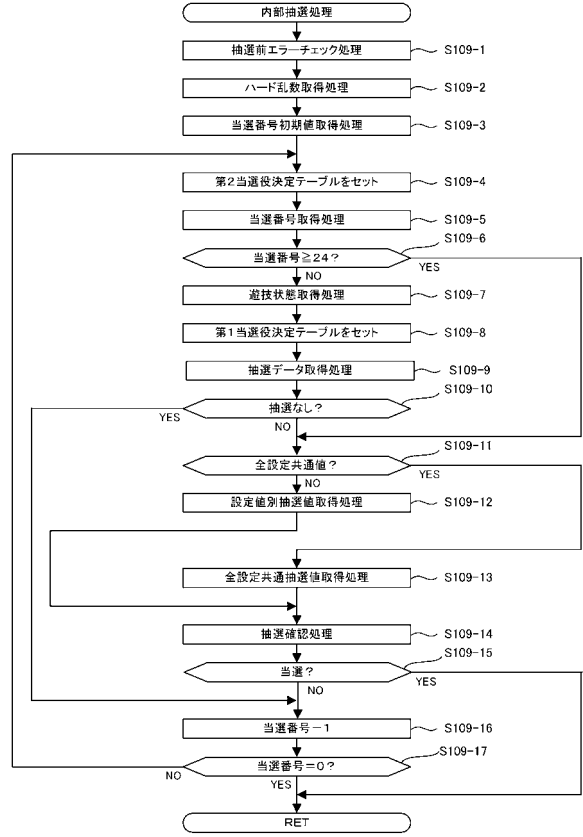 内部抽選処理
抽選前エラーチェック処理 S109-1
ハード乱数取得処理 S109-2
当選番号初期値取得処理 S109-3
第2当選役決定テーブルをセット S109-4
当選番号取得処理 S109-5
S109-6
当選番号≧24?
YES
NO
遊技状態取得処理 S109-7
第1当選役決定テーブルをセット S109-8
抽選データ取得処理 S109-9
S109-10
抽選なし?
YES
NO
S109-11
全設定共通値?
YES
NO
設定値別抽選値取得処理 S109-12
全設定共通抽選値取得処理 S109-13
抽選確認処理 S109-14
S109-15
当選?
YES
NO
当選番号-1 S109-16
S109-17
当選番号=0?
NO
YES
RET